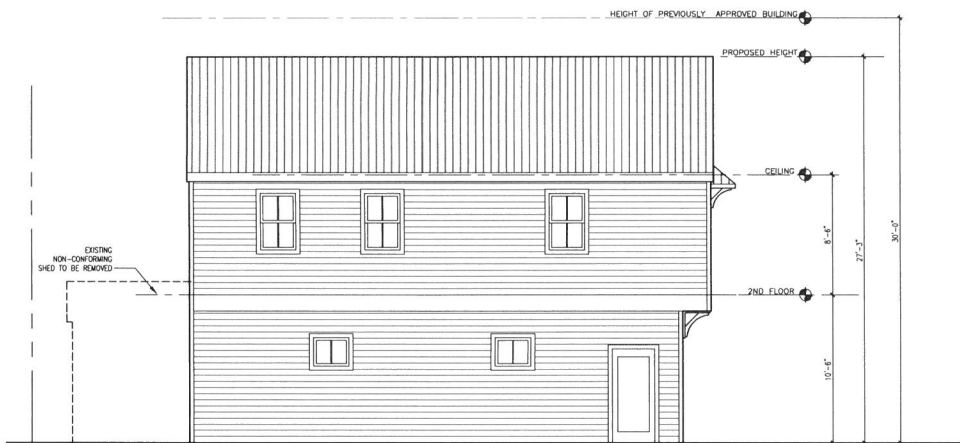 HEIGHT OF PREVIOUSLY APPROVED BUILDING
PROPOSED HEIGHT
CEILING
8'-6"
27'-3"
30'-0"
EXISTING
NON-CONFORMING
SHED TO BE REMOVED
2ND FLOOR
10'-6"